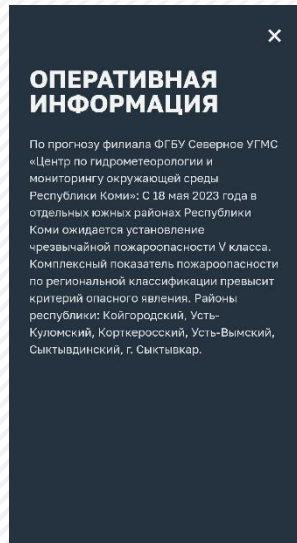 ОПЕРАТИВНАЯ
ИНФОРМАЦИЯ
По прогнозу филиала ФГБУ Северное УГМС
«Центр по гидрометеорологии и
мониторингу окружающей среды
Республики Коми»: С 18 мая 2023 года в
отдельных южных районах Республики
Коми ожидается установление
чрезвычайной пожароопасности V класса.
Комплексный показатель пожароопасности
по региональной классификации превысит
критерий опасного явления. Районы
республики: Койгородский, Усть-
Куломский, Корткеросский, Усть-Вымский,
Сыктывдинский, г. Сыктывкар.